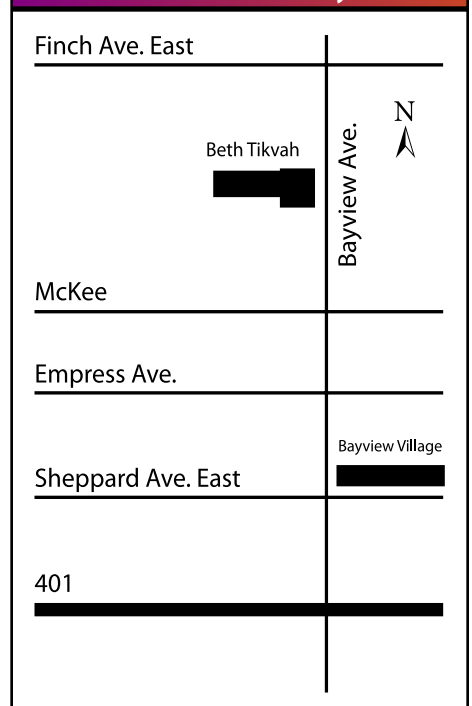 Finch Ave. East
N
Beth Tikvah
Bayview Ave.
McKee
Empress Ave.
Bayview Village
Sheppard Ave. East
401